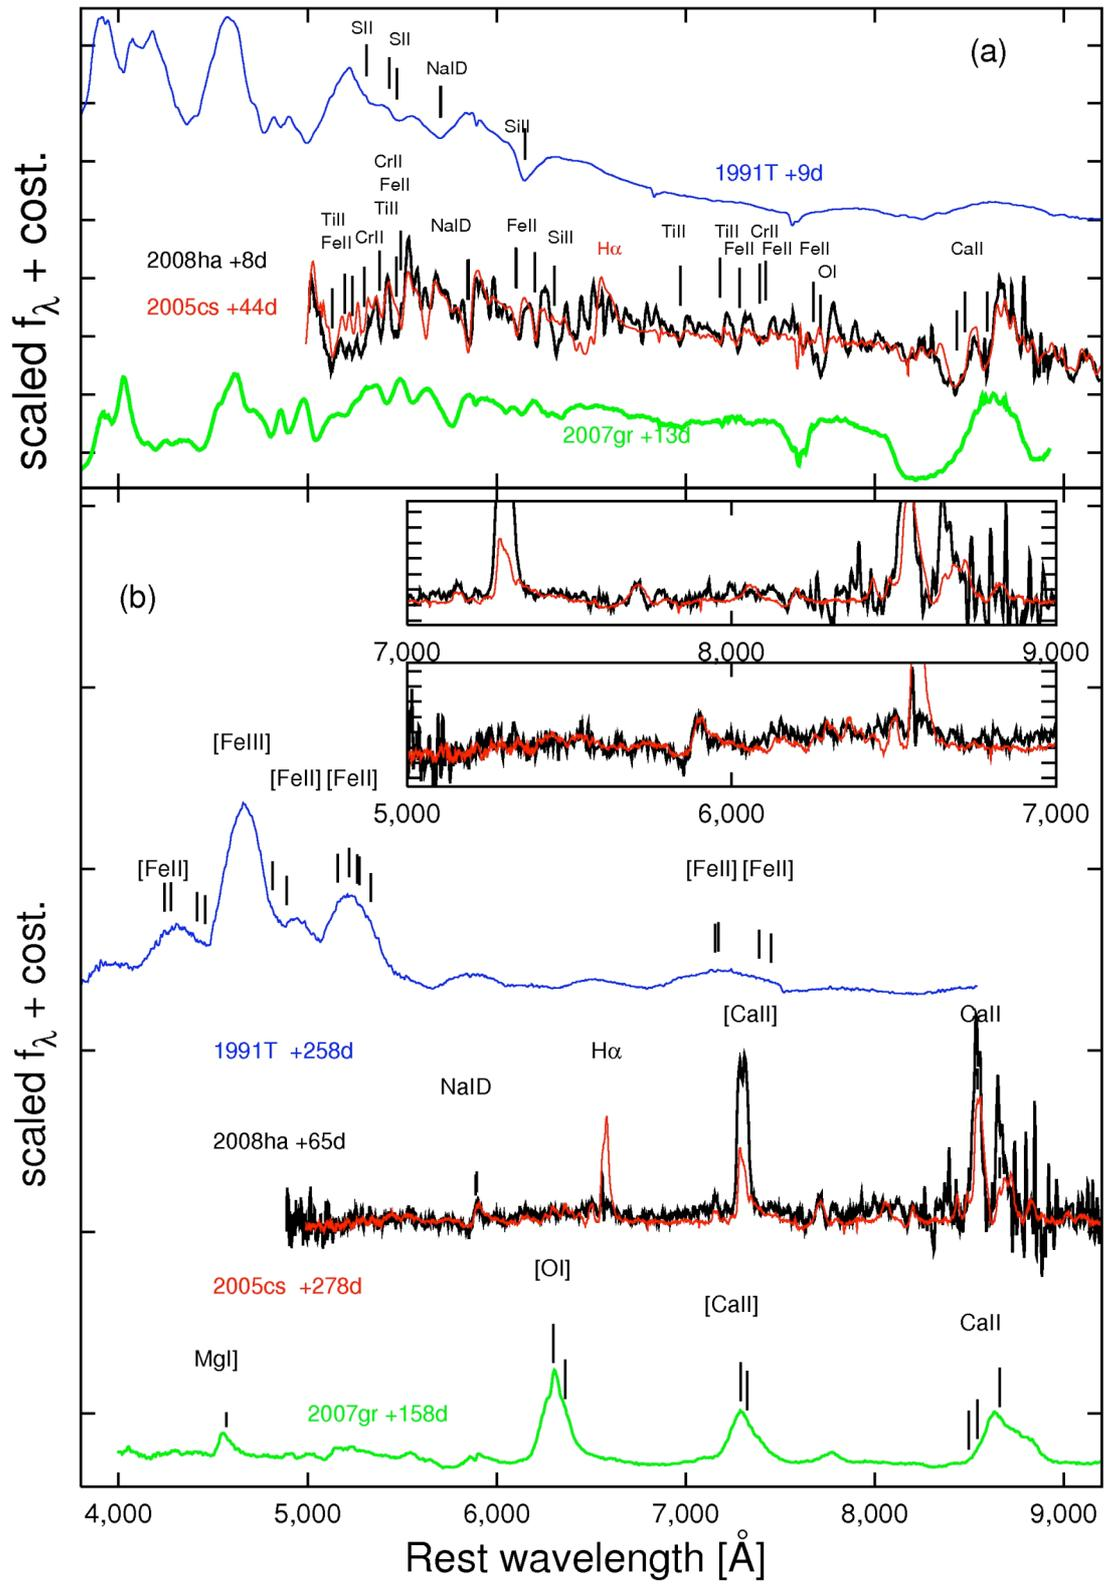 (a)
SII
SII
NaID
SiII
1991T +9d
CrII
FeII
TiII
TiII
FeII
CrII
NaID
FeII
SiII
Hα
TiII
TiII
CrII
FeII
FeII
FeII
OI
CaII
2008ha +8d
2005cs +44d
2007gr +13d
scaled fλ + cost.
(b)
7,000 8,000 9,000
5,000 6,000 7,000
[FeIII]
[FeII] [FeII]
[FeII]
[FeII] [FeII]
1991T +258d
[CaII]
CaII
Hα
NaID
2008ha +65d
2005cs +278d
[OI]
[CaII]
CaII
MgI]
2007gr +158d
scaled fλ + cost.
4,000 5,000 6,000 7,000 8,000 9,000
Rest wavelength [Å]